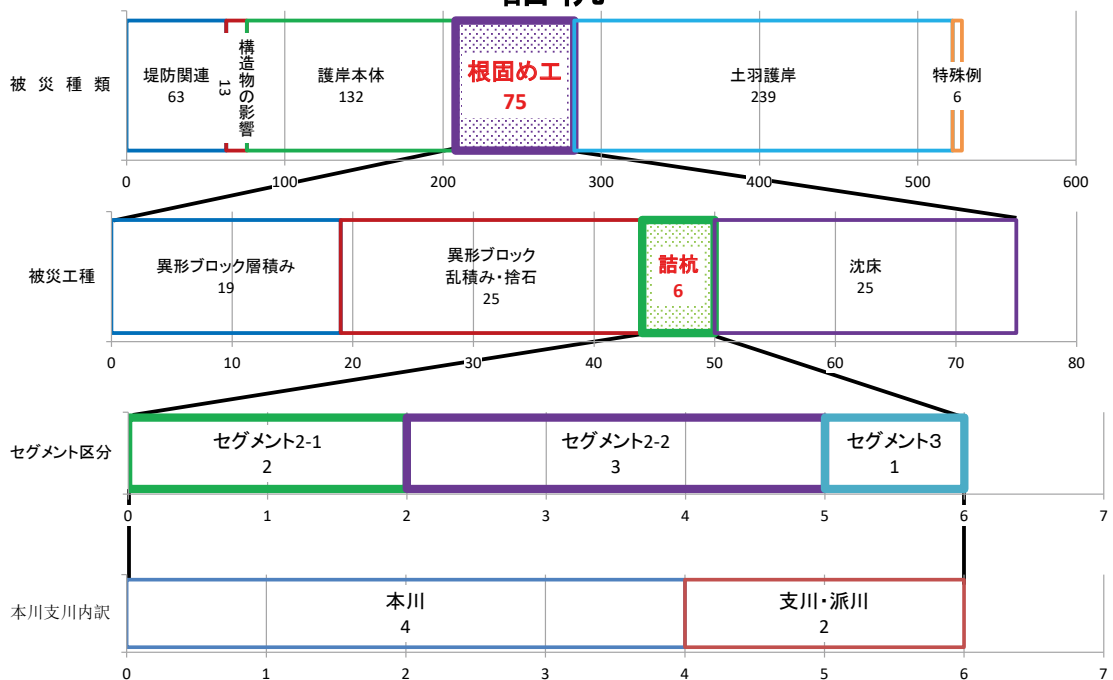 被災種類
堤防関連
63
13
構造物の影響
護岸本体
132
根固め工
75
土羽護岸
239
特殊例
6
0 100 200 300 400 500 600
被災工種
異形ブロック層積み
19
異形ブロック
乱積み・捨石
25
詰杭
6
沈床
25
0 10 20 30 40 50 60 70 80
セグメント区分
セグメント2-1
2
セグメント2-2
3
セグメント3
1
0 1 2 3 4 5 6 7
本川支川内訳
本川
4
支川・派川
2
0 1 2 3 4 5 6 7